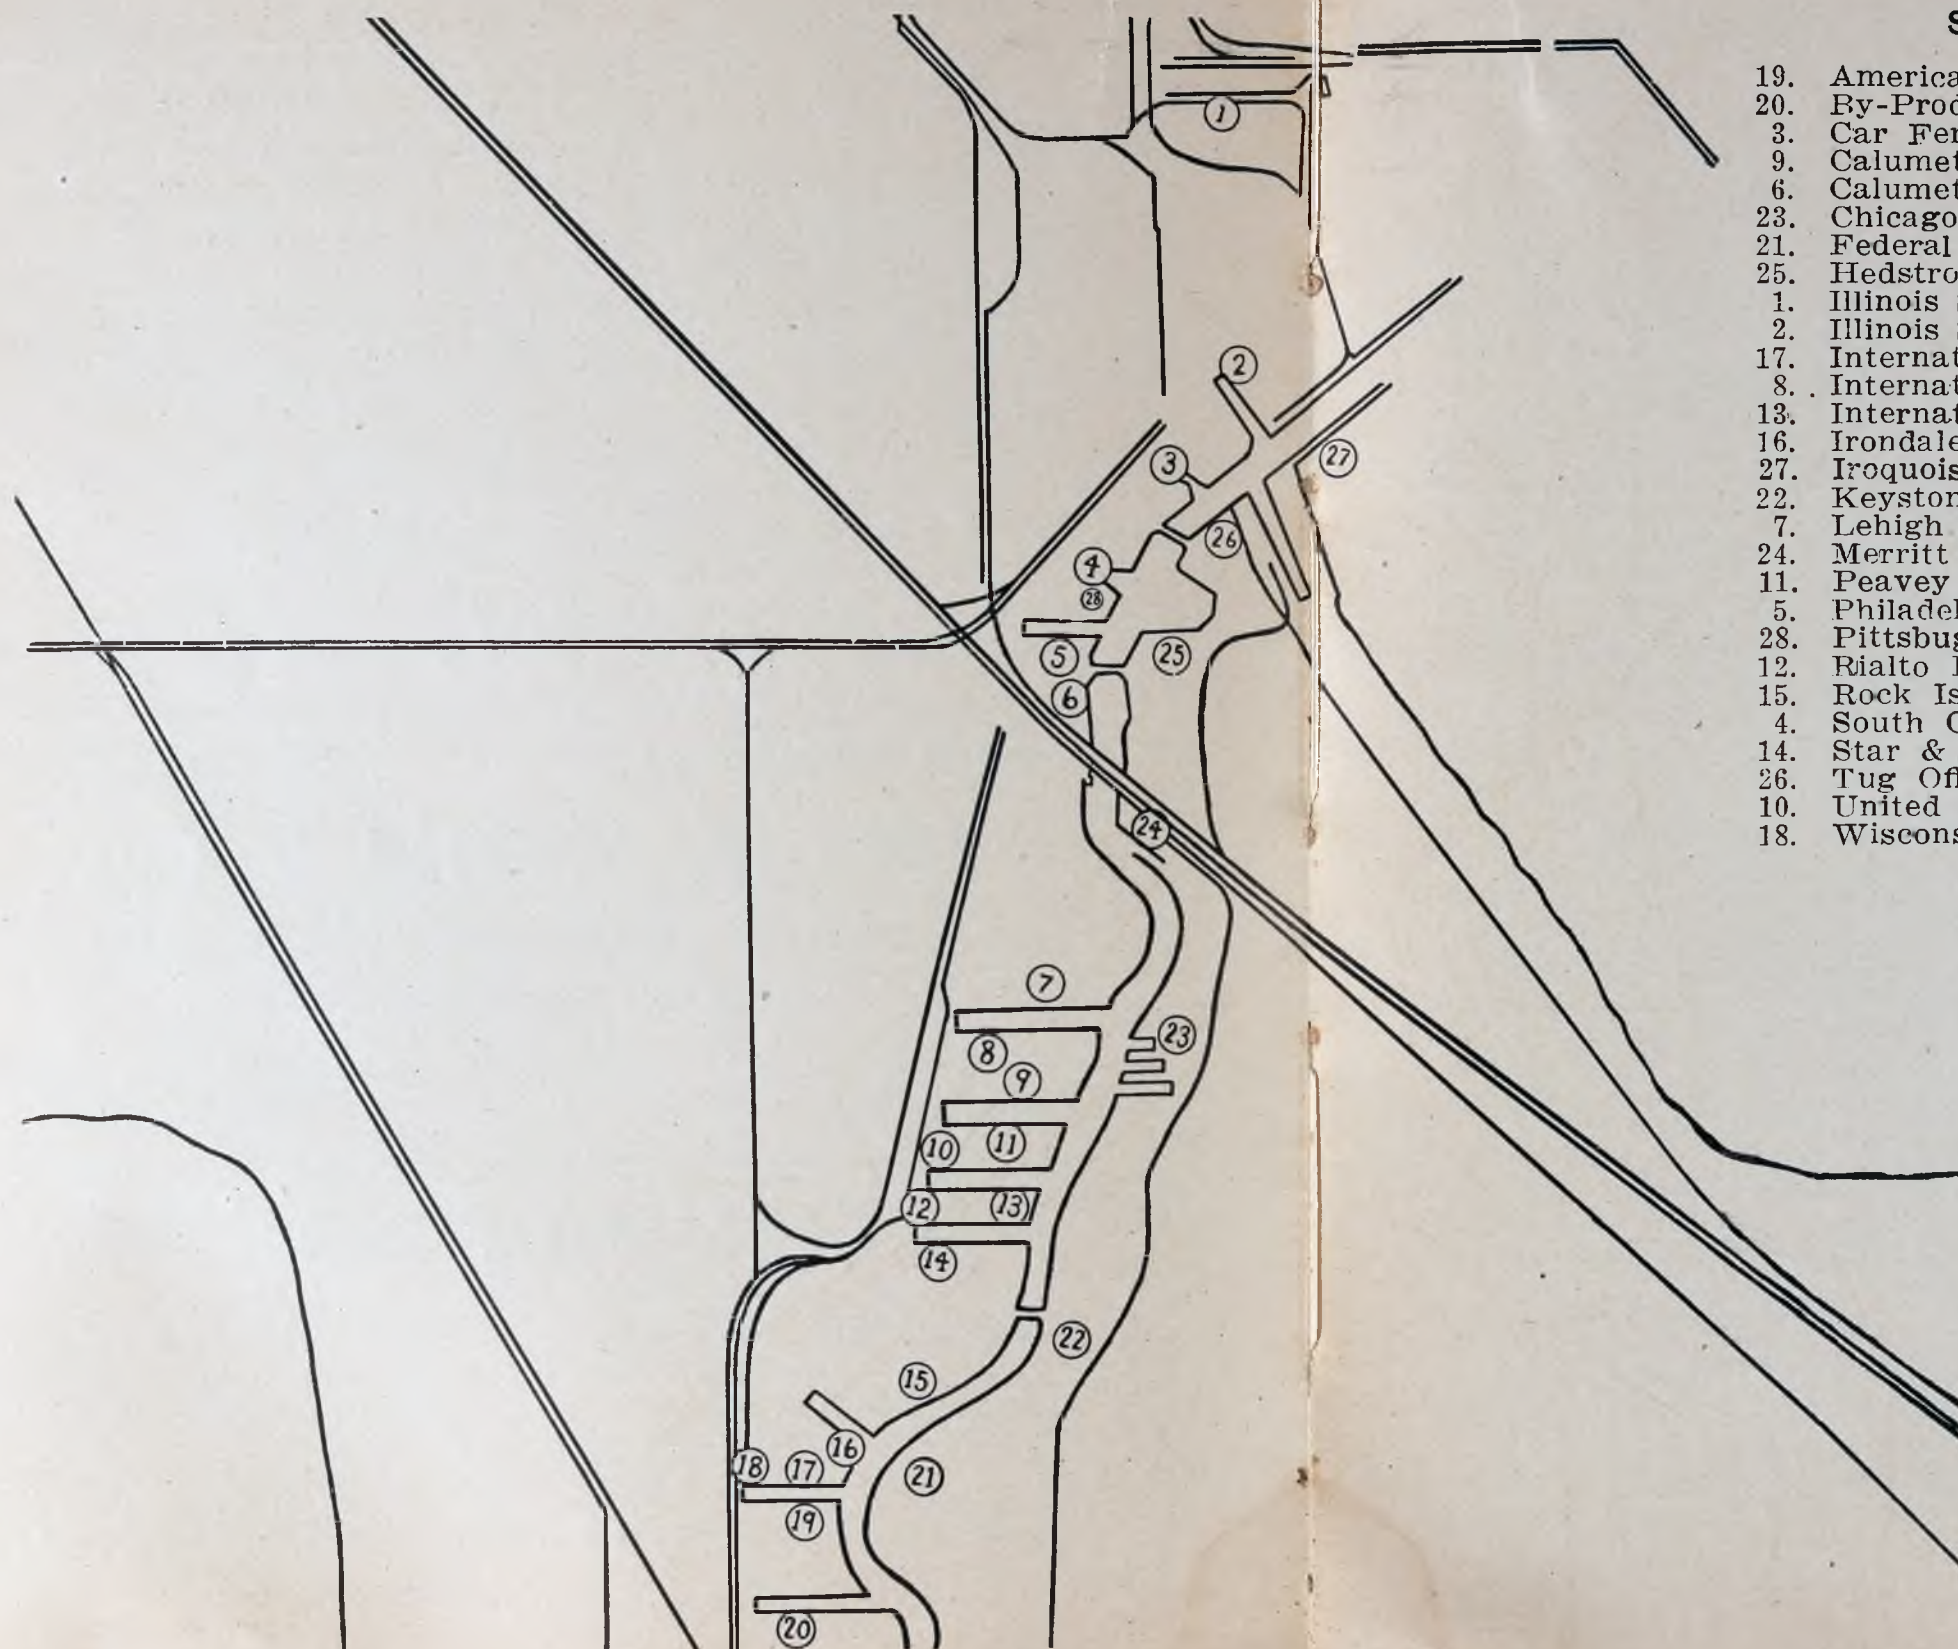 S
19. America
20. By-Prod
3. Car Fer
9. Calumet
6. Calumet
23. Chicago
21. Federal
25. Hedstro
1. Illinois
2. Illinois
17. Internat
8. . Internat
13. Internat
16. Irondale
27. Iroquois
22. Keyston
7. Lehigh
24. Merritt
11. Peavey
5. Philadel
28. Pittsbug
12. Rialto
15. Rock Is
4. South C
14. Star &
26. Tug Off
10. United
18. Wiscons
1
2
3
27
26
4
28
5
25
6
24
7
23
8
9
10
11
12
13
14
22
15
16
18
17
21
19
20